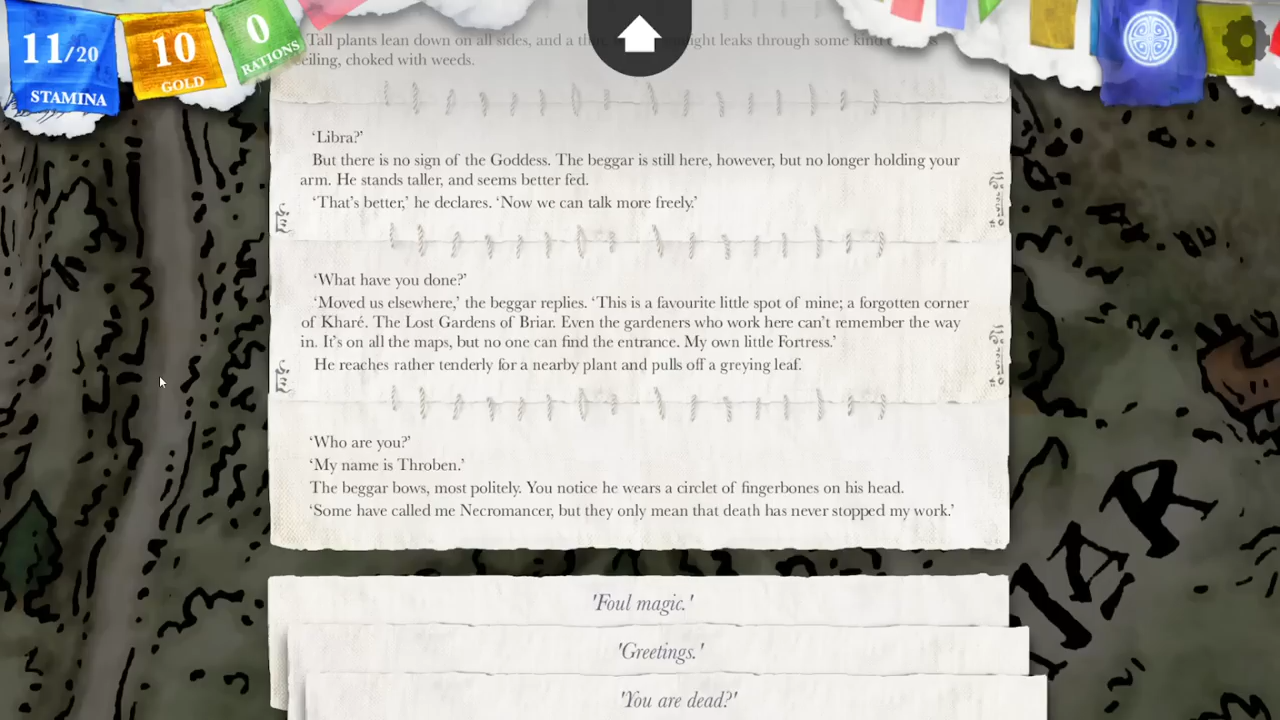 11/20
STAMINA
10
GOLD
0
RATIONS
Tall plants lean down on all sides, and a leaks through some kind
ceiling, choked with weeds.
‘Libra?’
But there is no sign of the Goddess. The beggar is still here, however, but no longer holding your
arm. He stands taller, and seems better fed.
‘That’s better,’ he declares. ‘Now we can talk more freely.’
‘What have you done?’
‘Moved us elsewhere,’ the beggar replies. ‘This is a favourite little spot of mine; a forgotten corner
of Kharé. The Lost Gardens of Briar. Even the gardeners who work here can’t remember the way
in. It’s on all the maps, but no one can find the entrance. My own little Fortress.’
He reaches rather tenderly for a nearby plant and pulls off a greying leaf.
‘Who are you?’
‘My name is Throben.’
The beggar bows, most politely. You notice he wears a circlet of fingerbones on his head.
‘Some have called me Necromancer, but they only mean that death has never stopped my work.’
'Foul magic.'
'Greetings.'
'You are dead?'
IAR